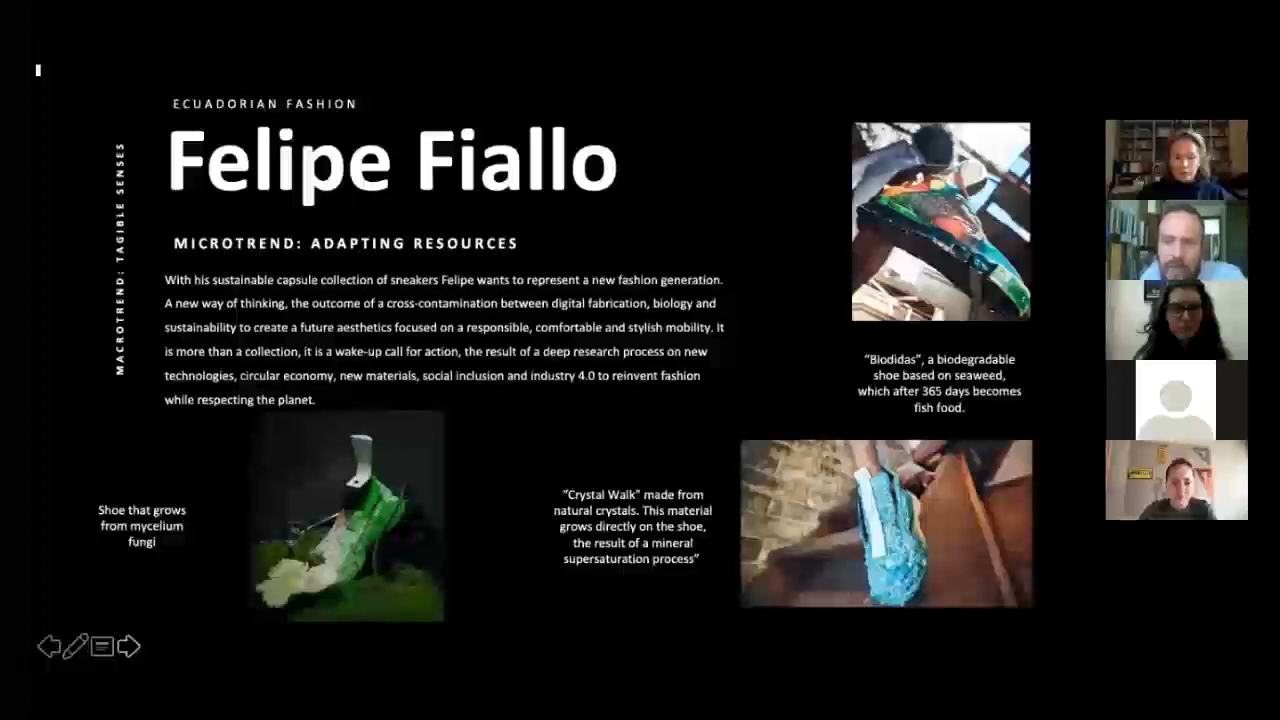 ECUADORIAN FASHION
Felipe Fiallo
MACROTREND: TAGIBLE SENSES
MICROTREND: ADAPTING RESOURCES
With his sustainable capsule collection of sneakers Felipe wants to represent a new fashion generation.
A new way of thinking, the outcome of a cross-contamination between digital fabrication, biology and
sustainability to create a future aesthetics focused on a responsible, comfortable and stylish mobility. It
is more than a collection, it is a wake-up call for action, the result of a deep research process on new
technologies, circular economy, new materials, social inclusion and industry 4.0 to reinvent fashion
while respecting the planet.
“Biodidas”, a biodegradable
shoe based on seaweed,
which after 365 days becomes
fish food.
Shoe that grows
from mycelium
fungi
“Crystal Walk” made from
natural crystals. This material
grows directly on the shoe,
the result of a mineral
supersaturation process”